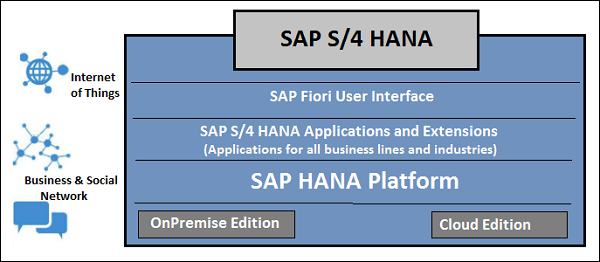 SAP S/4 HANA
Internet
of Things
SAP Fiori User Interface
SAP S/4 HANA Applications and Extensions
(Applications for all business lines and industries)
Business & Social
Network
SAP HANA Platform
OnPremise Edition
Cloud Edition